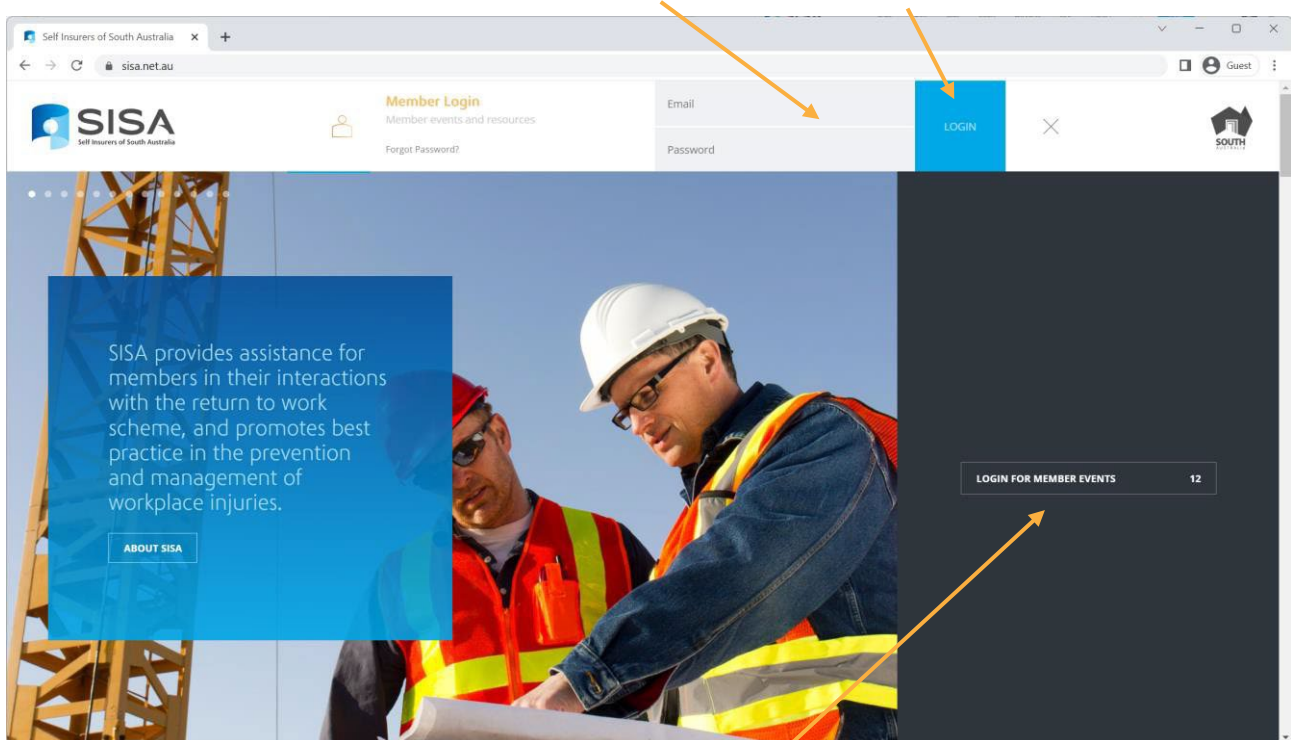 Self Insurers of South Australia
sisa.net.au
Guest
SISA
Self Insurers of South Australia
Member Login
Member events and resources
Forgot Password?
Email
Password
LOGIN
SOUTH
AUSTRALIA
SISA provides assistance for
members in their interactions
with the return to work
scheme, and promotes best
practice in the prevention
and management of
workplace injuries.
ABOUT SISA
LOGIN FOR MEMBER EVENTS 12